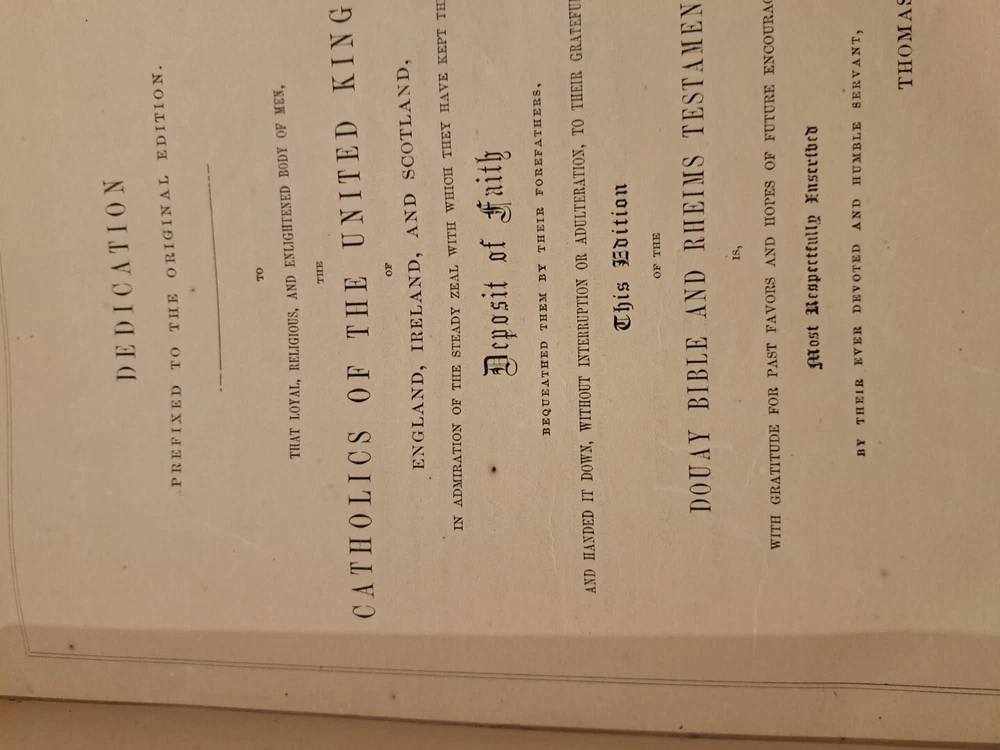 DEDICATION
PREFIXED TO THE ORIGINAL EDITION.
TO
THAT LOYAL, RELIGIOUS, AND ENLIGHTENED BODY OF MEN,
THE
CATHOLICS OF THE UNITED KING
OF
ENGLAND, IRELAND, AND SCOTLAND,
IN ADMIRATION OF THE STEADY ZEAL WITH WHICH THEY HAVE KEPT TH
Deposit of Faith
BEQUEATHED THEM BY THEIR FOREFATHERS,
AND HANDED IT DOWN, WITHOUT INTERRUPTION OR ADULTERATION, TO THEIR GRATEFU
This Edition
OF THE
DOUAY BIBLE AND RHEIMS TESTAMEN
IS,
WITH GRATITUDE FOR PAST FAVORS AND HOPES OF FUTURE ENCOURAG
Most Respectfully Inscribed
BY THEIR EVER DEVOTED AND HUMBLE SERVANT,
THOMAS